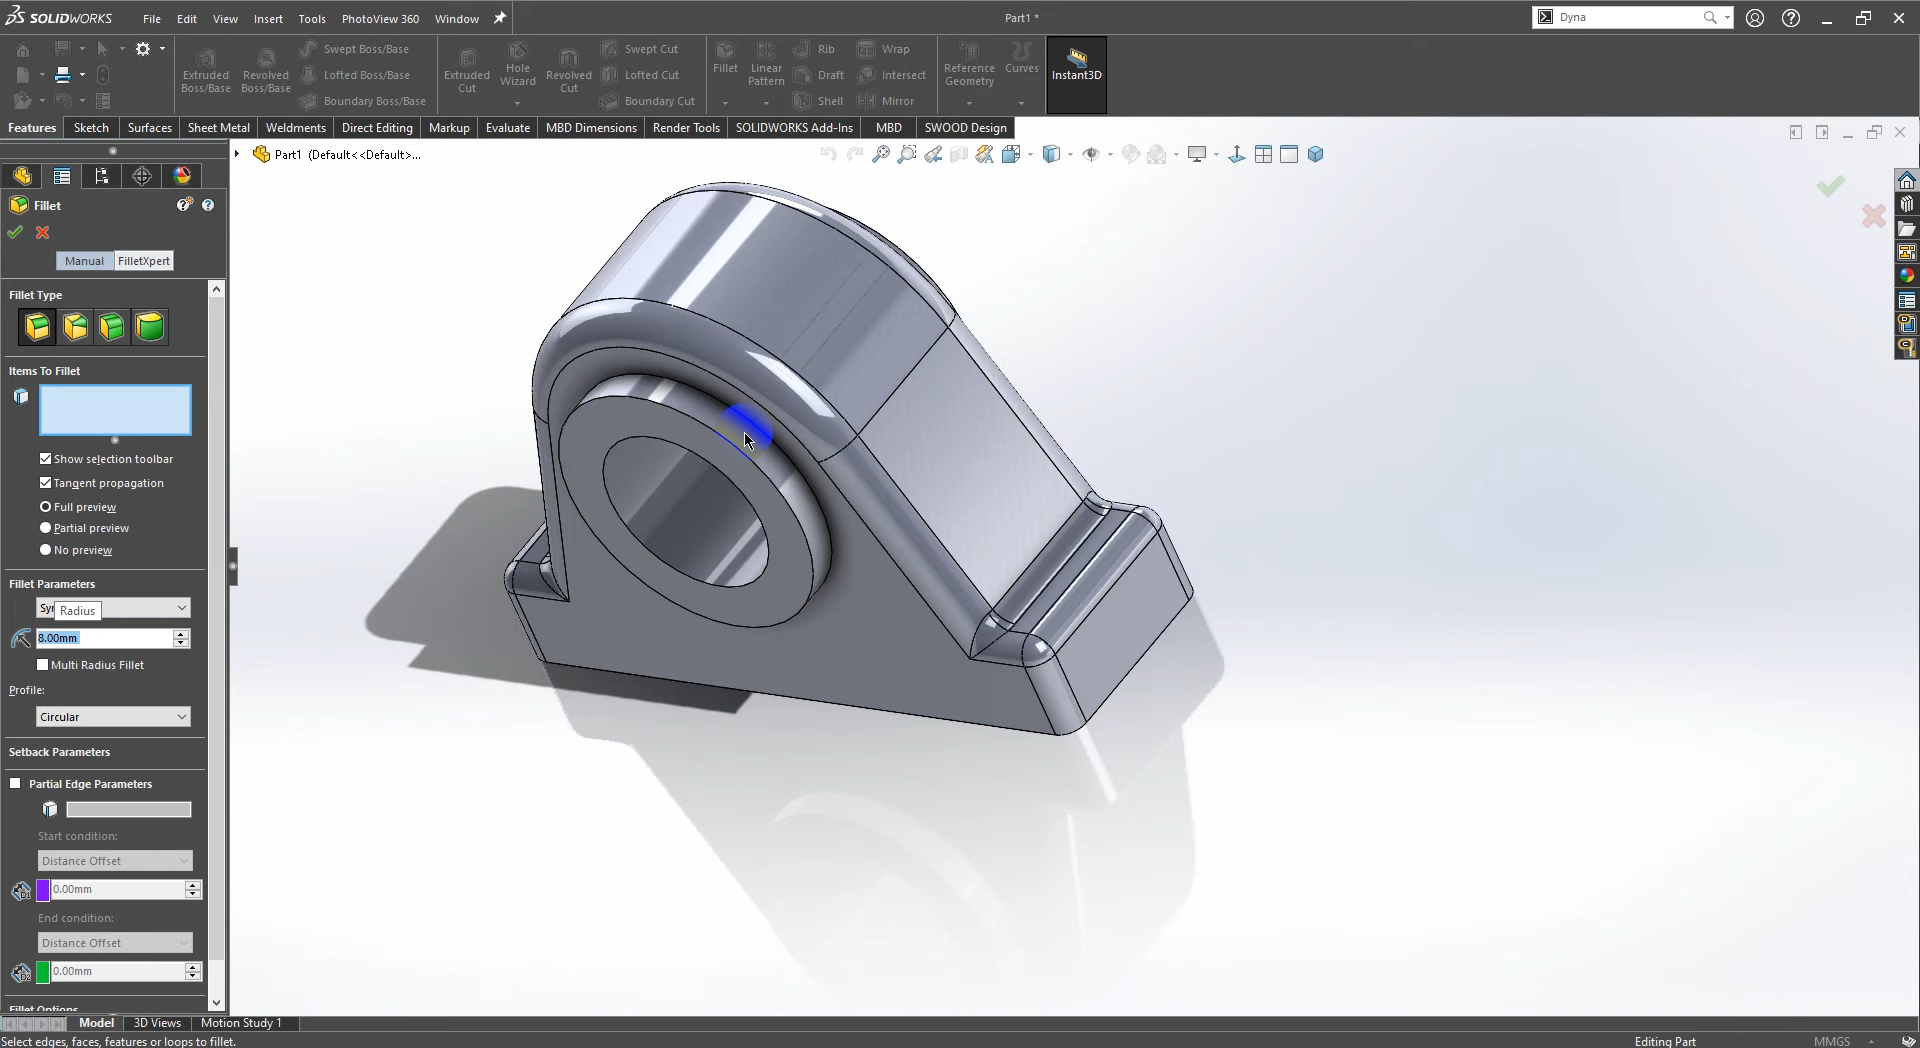 SOLIDWORKS
File
Edit
View
Insert
Tools
PhotoView 360
Window
Part1 *
Dyna
Extruded Boss/Base
Revolved Boss/Base
Swept Boss/Base
Lofted Boss/Base
Boundary Boss/Base
Extruded Cut
Hole Wizard
Revolved Cut
Swept Cut
Lofted Cut
Boundary Cut
Fillet
Linear Pattern
Rib
Draft
Shell
Wrap
Intersect
Mirror
Reference Geometry
Curves
Instant3D
Features
Sketch
Surfaces
Sheet Metal
Weldments
Direct Editing
Markup
Evaluate
MBD Dimensions
Render Tools
SOLIDWORKS Add-Ins
MBD
SWOOD Design
Part1 (Default<<Default>...
Fillet
Manual
FilletXpert
Fillet Type
Items To Fillet
Show selection toolbar
Tangent propagation
Full preview
Partial preview
No preview
Fillet Parameters
Radius
8.00mm
Multi Radius Fillet
Profile:
Circular
Setback Parameters
Partial Edge Parameters
Start condition:
Distance Offset
0.00mm
End condition:
Distance Offset
0.00mm
Fillet Options
Model
3D Views
Motion Study 1
Select edges, faces, features or loops to fillet.
Editing Part
MMGS